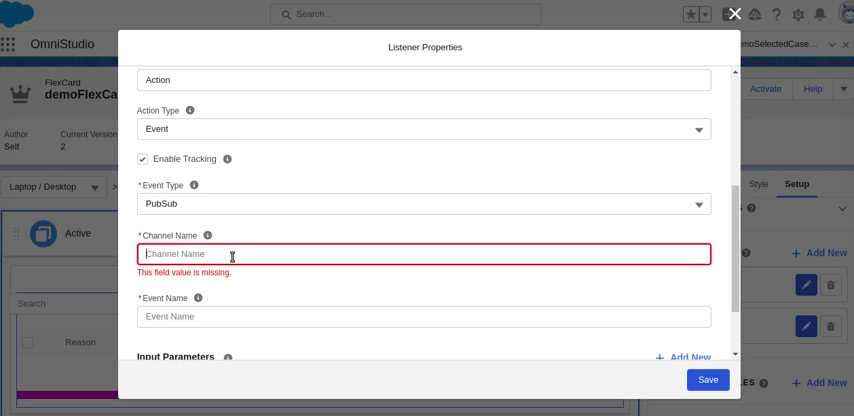 Search...
OmniStudio
moSelectedCase...
FlexCard
demoFlexCa
Activate
Help
Author
Current Version
Self
2
Laptop / Desktop
>
Style
Setup
Active
Add New
Search
Reason
Add New
Listener Properties
Action
Action Type
Event
Enable Tracking
*Event Type
PubSub
*Channel Name
Channel Name
This field value is missing.
*Event Name
Event Name
Input Parameters
+ Add New
Save